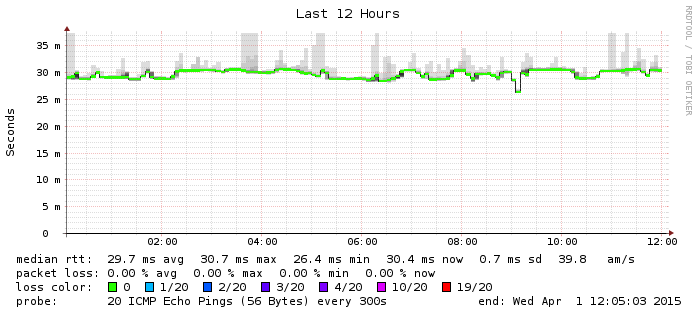 Last 12 Hours
RRDTOOL / TOBI OETIKER
Seconds
35 m
30 m
25 m
20 m
15 m
10 m
5 m
0
02:00 04:00 06:00 08:00 10:00 12:00
median rtt: 29.7 ms avg 30.7 ms max 26.4 ms min 30.4 ms now 0.7 ms sd 39.8 am/s
packet loss: 0.00 % avg 0.00 % max 0.00 % min 0.00 % now
loss color: 0 1/20 2/20 3/20 4/20 10/20 19/20
probe: 20 ICMP Echo Pings (56 Bytes) every 300s end: Wed Apr 1 12:05:03 2015